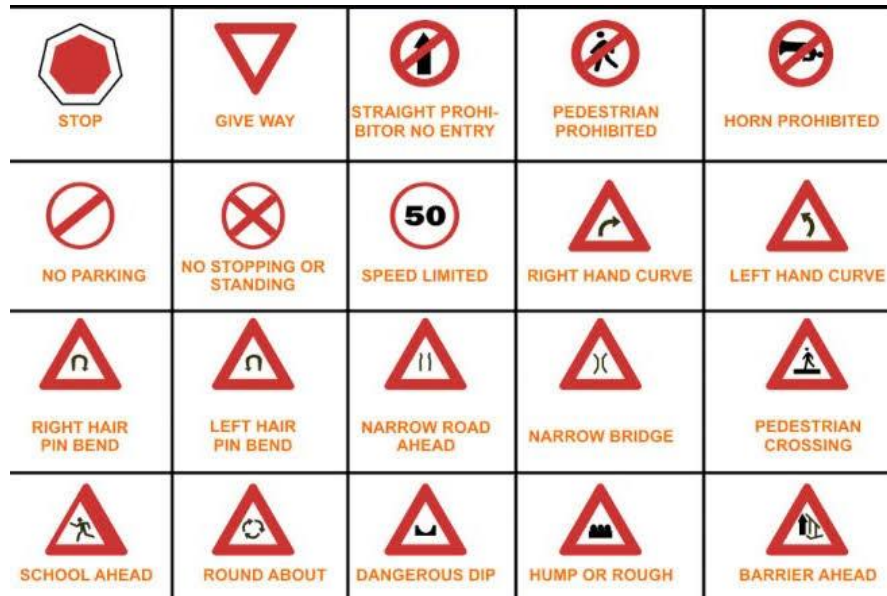 STOP
GIVE WAY
STRAIGHT PROHI-
BITOR NO ENTRY
PEDESTRIAN
PROHIBITED
HORN PROHIBITED
NO PARKING
NO STOPPING OR
STANDING
50
SPEED LIMITED
RIGHT HAND CURVE
LEFT HAND CURVE
RIGHT HAIR
PIN BEND
LEFT HAIR
PIN BEND
NARROW ROAD
AHEAD
NARROW BRIDGE
PEDESTRIAN
CROSSING
SCHOOL AHEAD
ROUND ABOUT
DANGEROUS DIP
HUMP OR ROUGH
BARRIER AHEAD